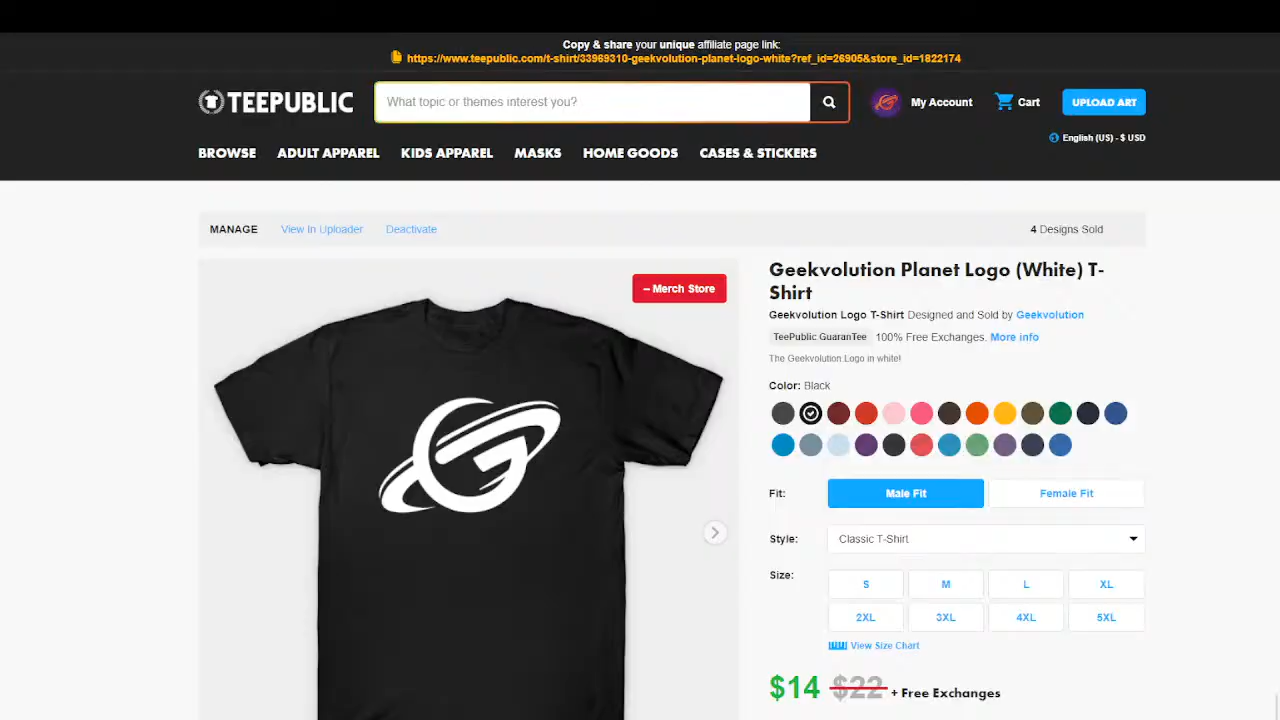 Copy & share your unique affiliate page link:
https://www.teepublic.com/t-shirt/33969310-geekvolution-planet-logo-white?ref_id=26905&store_id=1822174
TEEPUBLIC
What topic or themes interest you?
My Account
Cart
UPLOAD ART
English (US) - $ USD
BROWSE
ADULT APPAREL
KIDS APPAREL
MASKS
HOME GOODS
CASES & STICKERS
MANAGE
View In Uploader
Deactivate
4 Designs Sold
– Merch Store
Geekvolution Planet Logo (White) T-
Shirt
Geekvolution Logo T-Shirt Designed and Sold by Geekvolution
TeePublic GuaranTee 100% Free Exchanges. More info
The Geekvolution Logo in white!
Color: Black
Fit:
Male Fit
Female Fit
Style:
Classic T-Shirt
Size:
S
M
L
XL
2XL
3XL
4XL
5XL
View Size Chart
$14 $22 + Free Exchanges